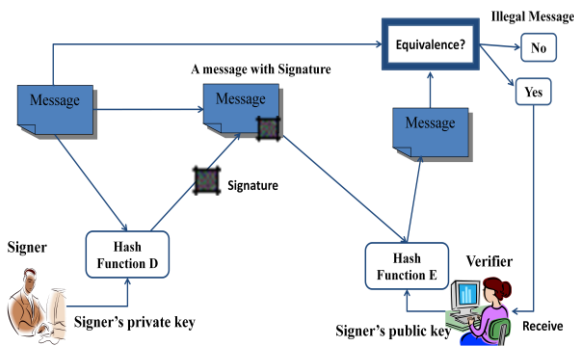 Illegal Message
Equivalence?
No
A message with Signature
Message
Message
Yes
Message
Signature
Signer
Hash
Function D
Hash
Function E
Verifier
Signer's private key
Signer's public key
Receive